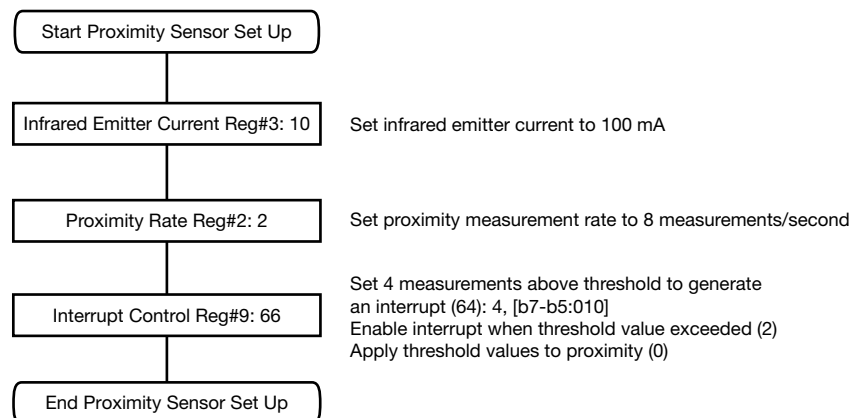 Start Proximity Sensor Set Up
Infrared Emitter Current Reg#3: 10
Set infrared emitter current to 100 mA
Proximity Rate Reg#2: 2
Set proximity measurement rate to 8 measurements/second
Interrupt Control Reg#9: 66
Set 4 measurements above threshold to generate
an interrupt (64): 4, [b7-b5:010]
Enable interrupt when threshold value exceeded (2)
Apply threshold values to proximity (0)
End Proximity Sensor Set Up